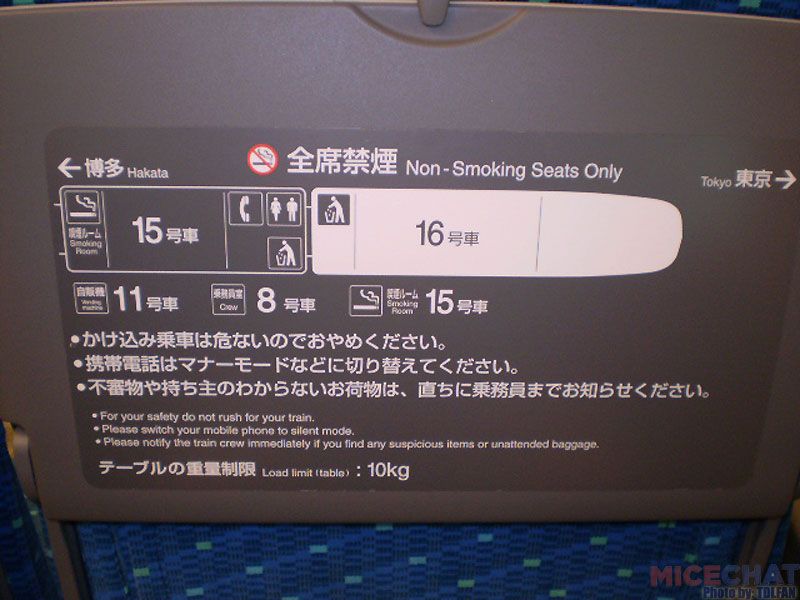 ←博多 Hakata
全席禁煙 Non-Smoking Seats Only
Tokyo 東京→
喫煙ルーム
Smoking
Room
15号車
16号車
自販機
Vending
machine
11号車
乗務員室
Crew
8 号車
喫煙ルーム
Smoking
Room
15号車
•かけ込み乗車は危ないのでおやめください。
•携帯電話はマナーモードなどに切り替えてください。
•不審物や持ち主のわからないお荷物は、直ちに乗務員までお知らせください。
•For your safety do not rush for your train.
•Please switch your mobile phone to silent mode.
•Please notify the train crew immediately if you find any suspicious items or unattended baggage.
テーブルの重量制限 Load limit (table) : 10kg
MICECHAT
Photo by: TDLFAN